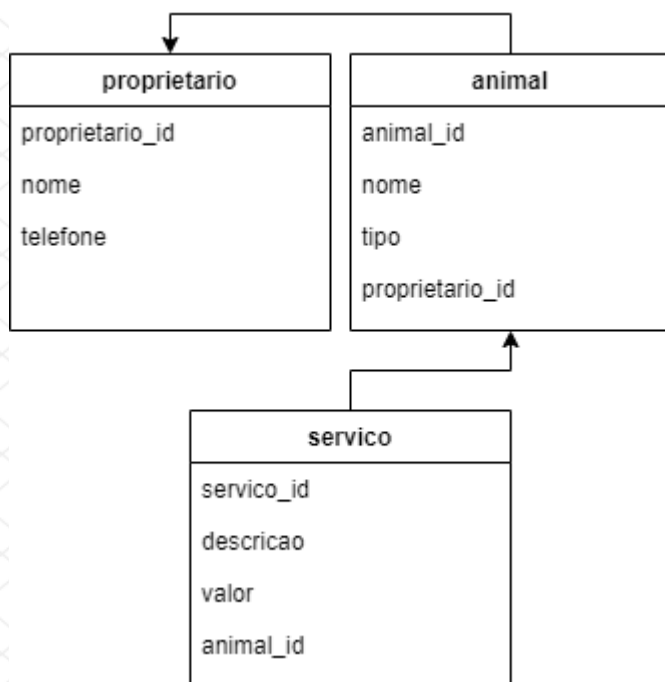 proprietario
proprietario_id
nome
telefone
animal
animal_id
nome
tipo
proprietario_id
servico
servico_id
descricao
valor
animal_id